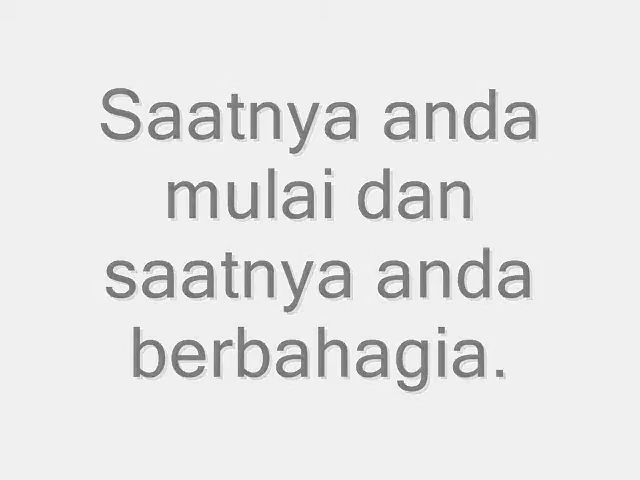 Saatnya anda
mulai dan
saatnya anda
berbahagia.